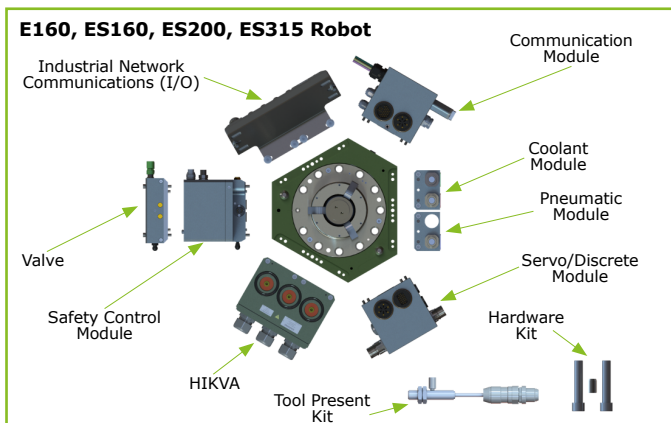 E160, ES160, ES200, ES315 Robot
Industrial Network
Communications (I/O)
Communication
Module
Coolant
Module
Pneumatic
Module
Valve
Servo/Discrete
Module
Safety Control
Module
Hardware
Kit
HIKVA
Tool Present
Kit